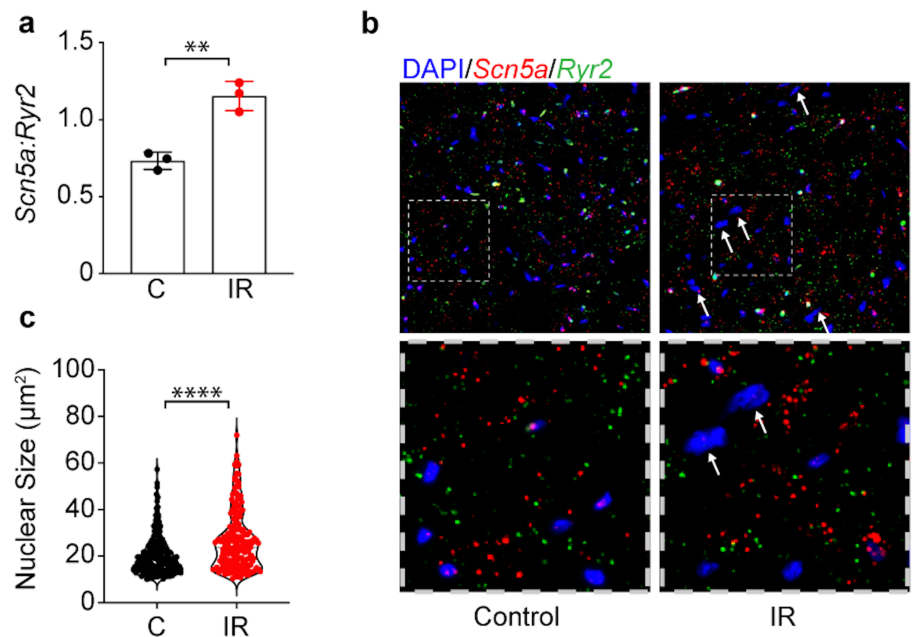 a
Scn5a:Ryr2
1.5
1.0
0.5
0
**
C
IR
b
DAPI/Scn5a/Ryr2
Control
IR
c
Nuclear Size (μm²)
100
80
60
40
20
0
****
C
IR